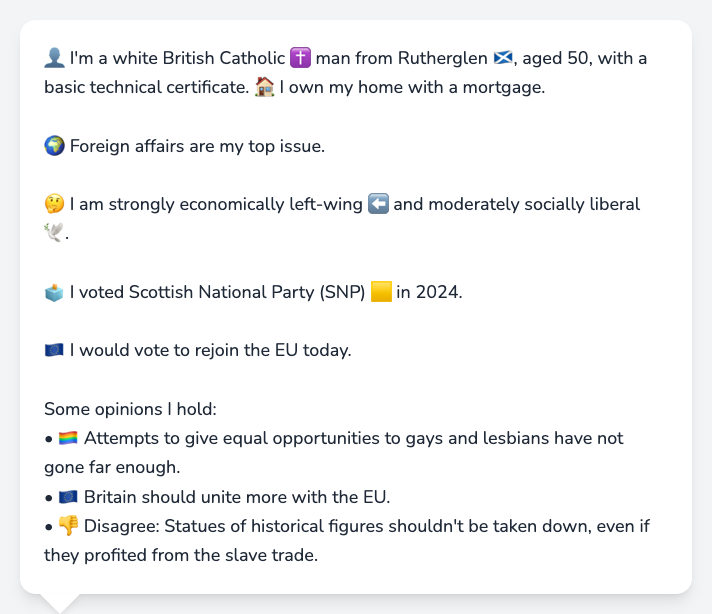 👤 I'm a white British Catholic ✝️ man from Rutherglen 🏴󠁧󠁢󠁳󠁣󠁴󠁿, aged 50, with a
basic technical certificate. 🏠 I own my home with a mortgage.
🌍 Foreign affairs are my top issue.
🤔 I am strongly economically left-wing ⬅️ and moderately socially liberal
🕊️.
🗳️ I voted Scottish National Party (SNP) 🟨 in 2024.
🇪🇺 I would vote to rejoin the EU today.
Some opinions I hold:
• 🏳️‍🌈 Attempts to give equal opportunities to gays and lesbians have not
gone far enough.
• 🇪🇺 Britain should unite more with the EU.
• 👎 Disagree: Statues of historical figures shouldn't be taken down, even if
they profited from the slave trade.